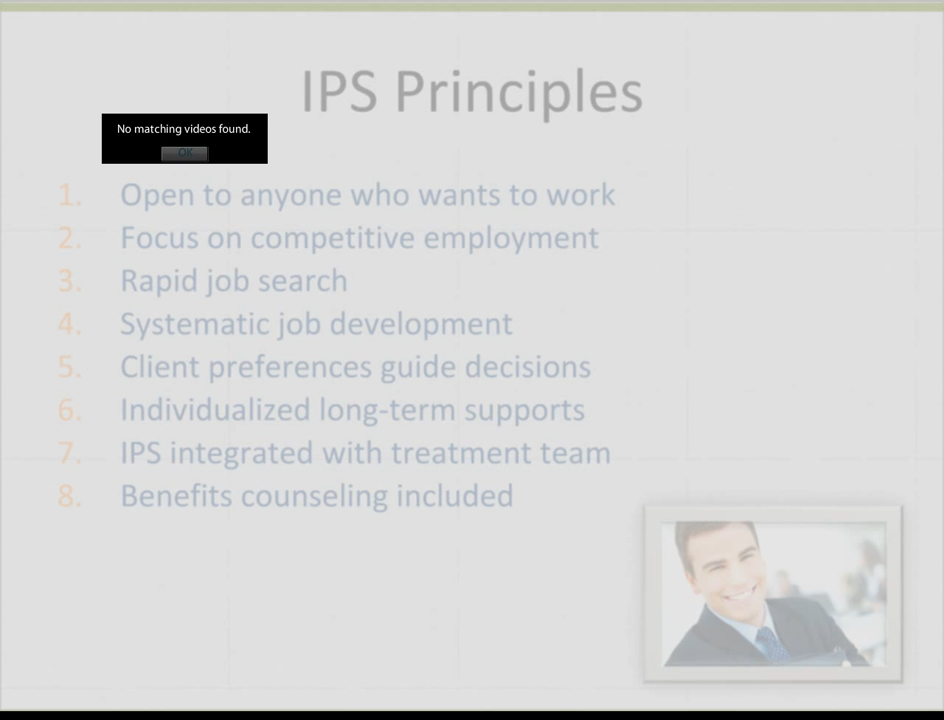 IPS Principles
No matching videos found.
OK
1. Open to anyone who wants to work
2. Focus on competitive employment
3. Rapid job search
4. Systematic job development
5. Client preferences guide decisions
6. Individualized long-term supports
7. IPS integrated with treatment team
8. Benefits counseling included